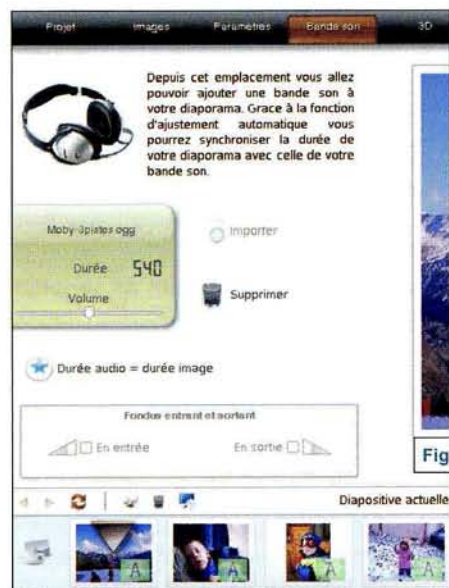 Projet Images Paramètres Bande son 3D
Depuis cet emplacement vous allez
pouvoir ajouter une bande son à
votre diaporama. Grace à la fonction
d'ajustement automatique vous
pourrez synchroniser la durée de
votre diaporama avec celle de votre
bande son.
Moby 3pistes ogg
Importer
Durée 540
Volume
Supprimer
Durée audio = durée image
Fondus entrant et sortant
En entrée En sortie
Fig
Diapositive actuelle
A A A A